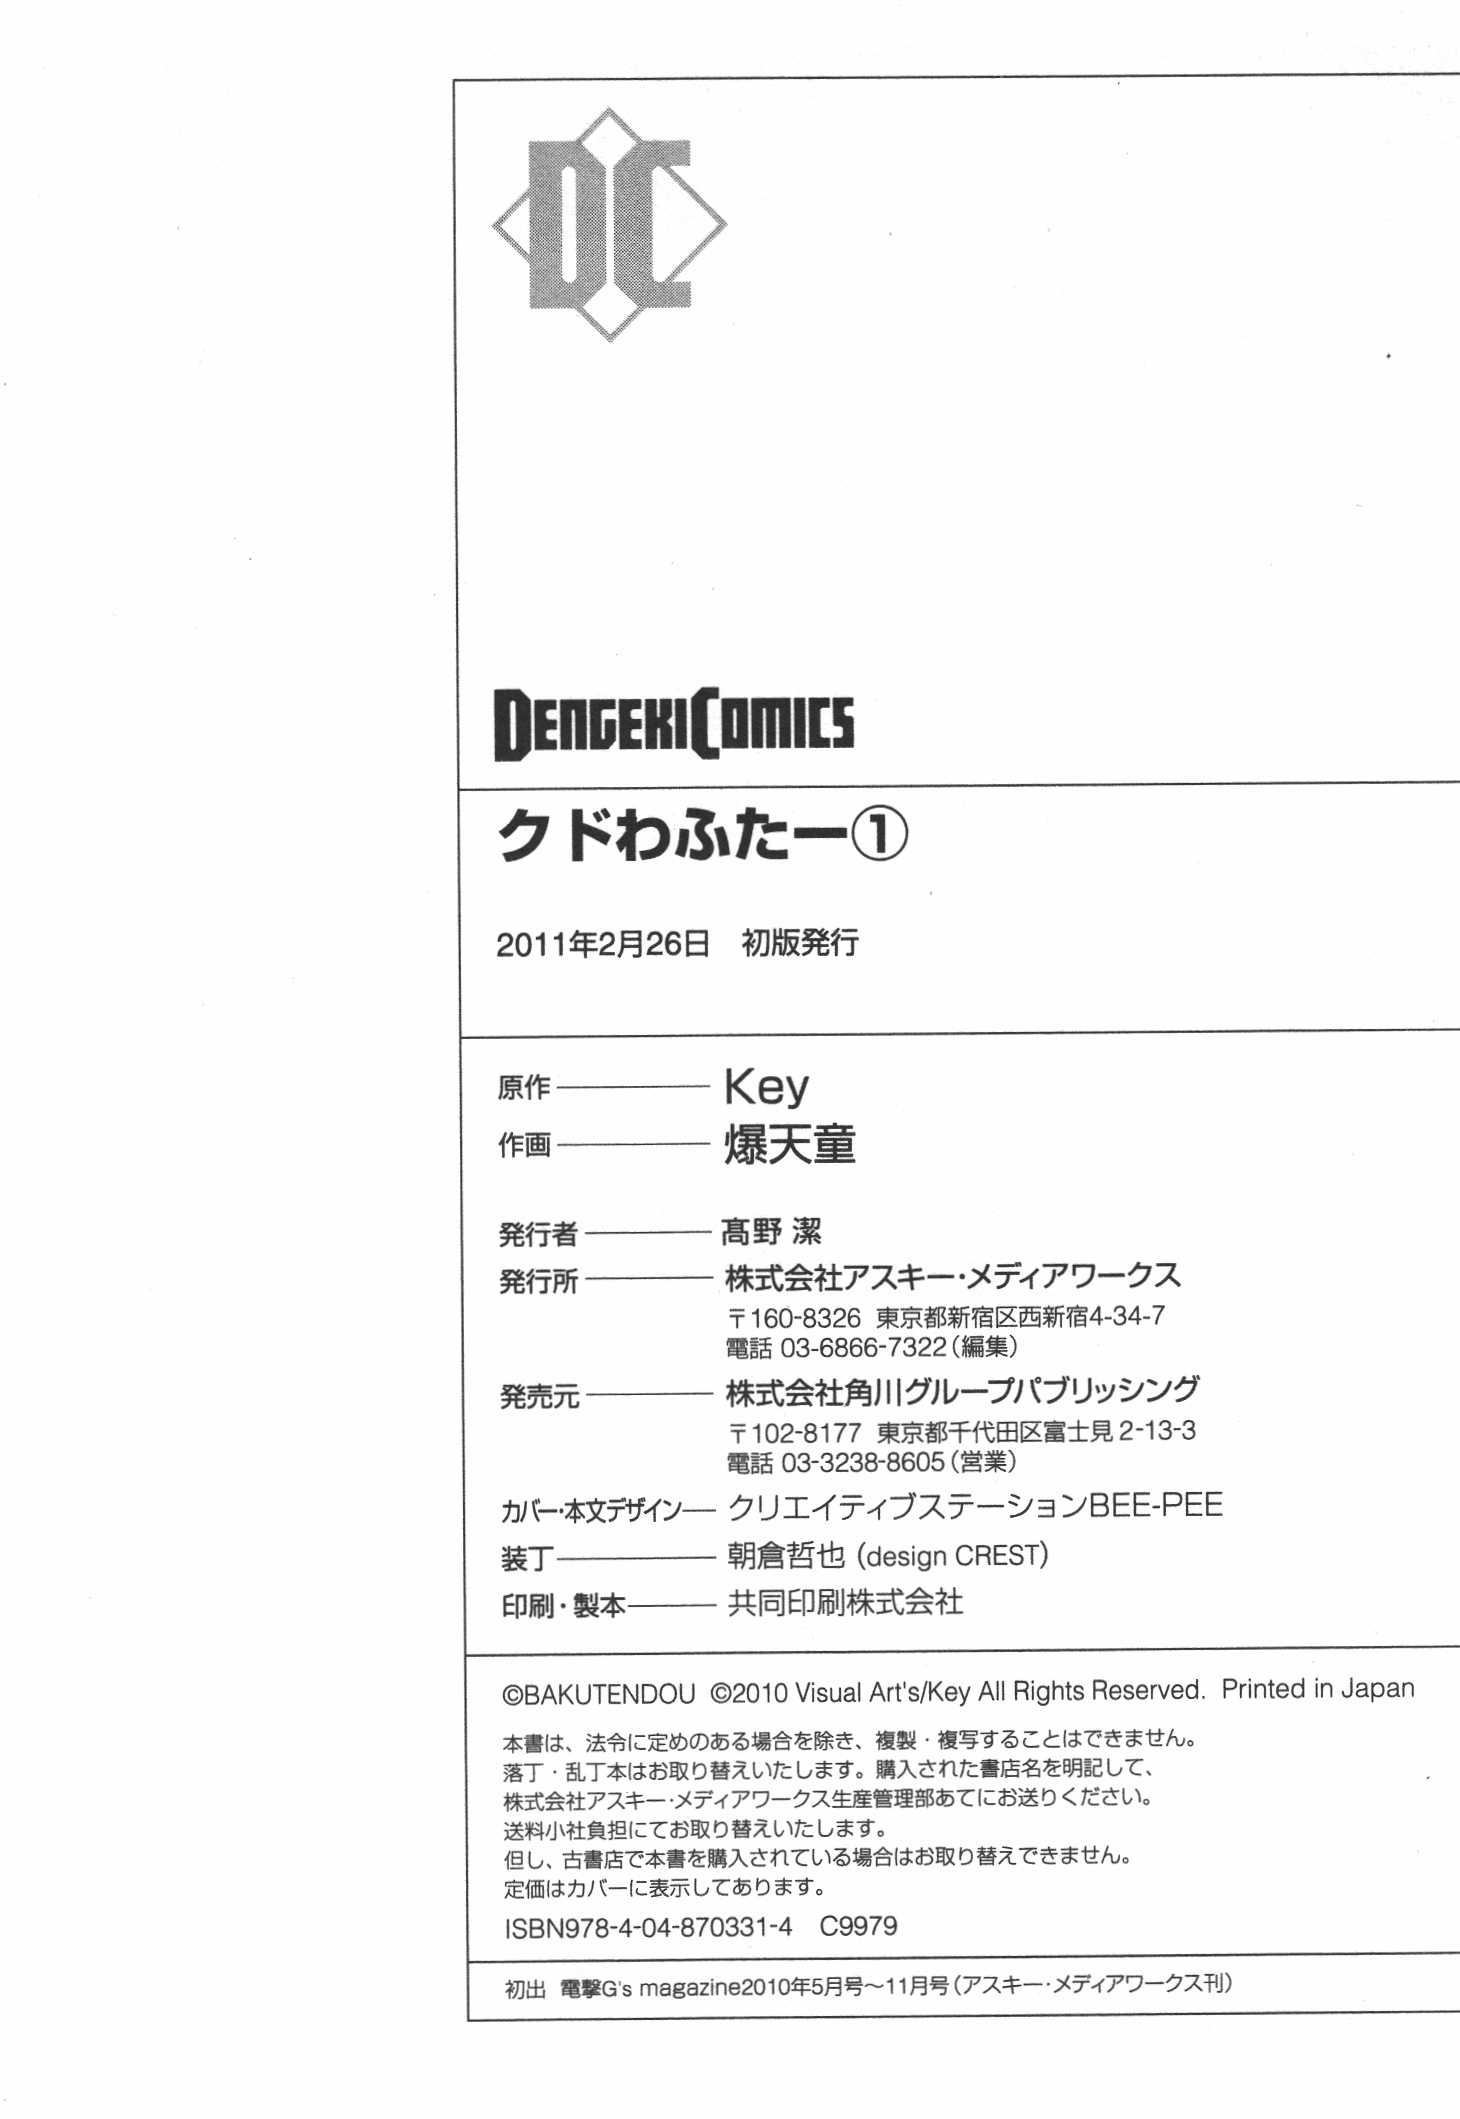 DC
DENGEKI COMICS
クドわふたー①
2011年2月26日　初版発行
原作 Key
作画 爆天童
発行者 髙野 潔
発行所 株式会社アスキー・メディアワークス
〒160-8326 東京都新宿区西新宿4-34-7
電話 03-6866-7322(編集)
発売元 株式会社角川グループパブリッシング
〒102-8177 東京都千代田区富士見2-13-3
電話 03-3238-8605(営業)
カバー・本文デザイン クリエイティブステーションBEE-PEE
装丁 朝倉哲也 (design CREST)
印刷・製本 共同印刷株式会社
©BAKUTENDOU ©2010 Visual Art's/Key All Rights Reserved. Printed in Japan
本書は、法令に定めのある場合を除き、複製・複写することはできません。
落丁・乱丁本はお取り替えいたします。購入された書店名を明記して、
株式会社アスキー・メディアワークス生産管理部あてにお送りください。
送料小社負担にてお取り替えいたします。
但し、古書店で本書を購入されている場合はお取り替えできません。
定価はカバーに表示してあります。
ISBN978-4-04-870331-4　C9979
初出 電撃G's magazine2010年5月号〜11月号(アスキー・メディアワークス刊)